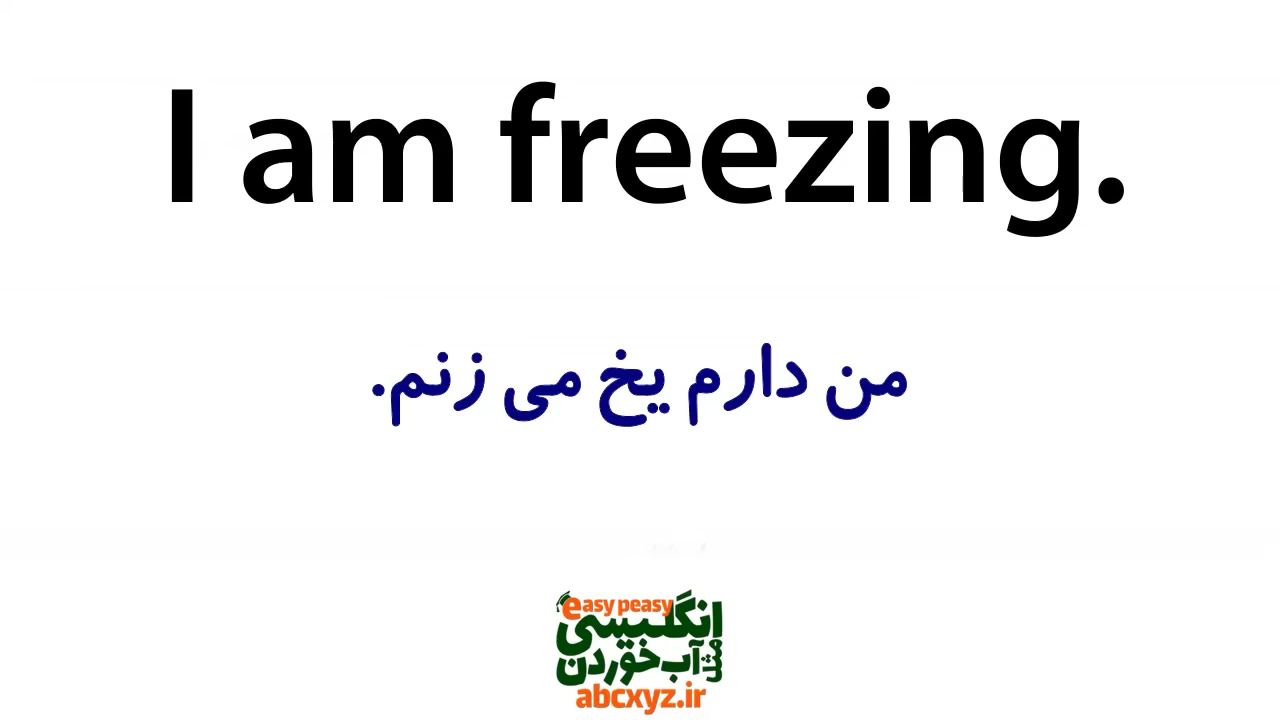 I am freezing.
من دارم یخ می زنم.
easy peasy
انگلیسی
مثل آب خوردن
abcxyz.ir